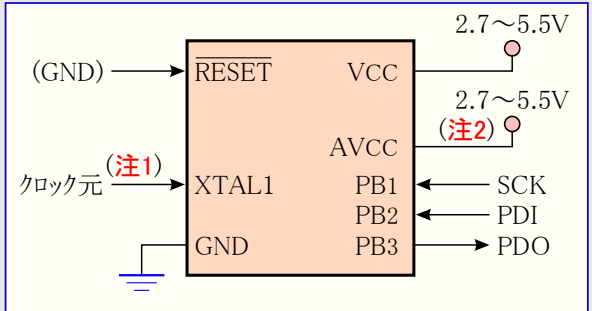 2.7～5.5V
(GND)
RESET
VCC
2.7～5.5V
(注2)
AVCC
クロック元
(注1)
XTAL1
PB1
SCK
PB2
PDI
GND
PB3
PDO